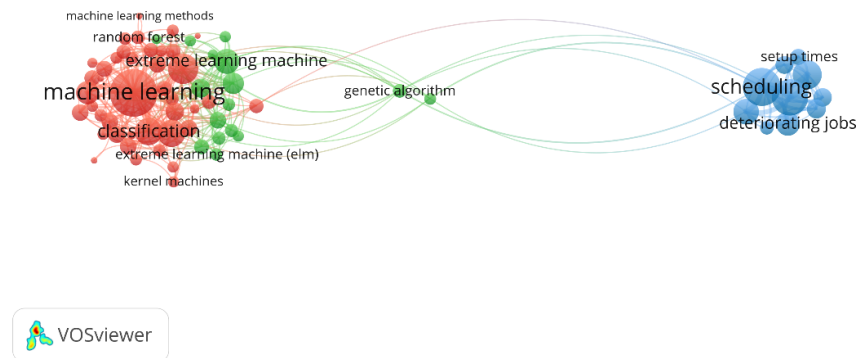 machine learning methods
random forest
extreme learning machine
machine learning
classification
extreme learning machine (elm)
kernel machines
genetic algorithm
setup times
scheduling
deteriorating jobs
VOSviewer